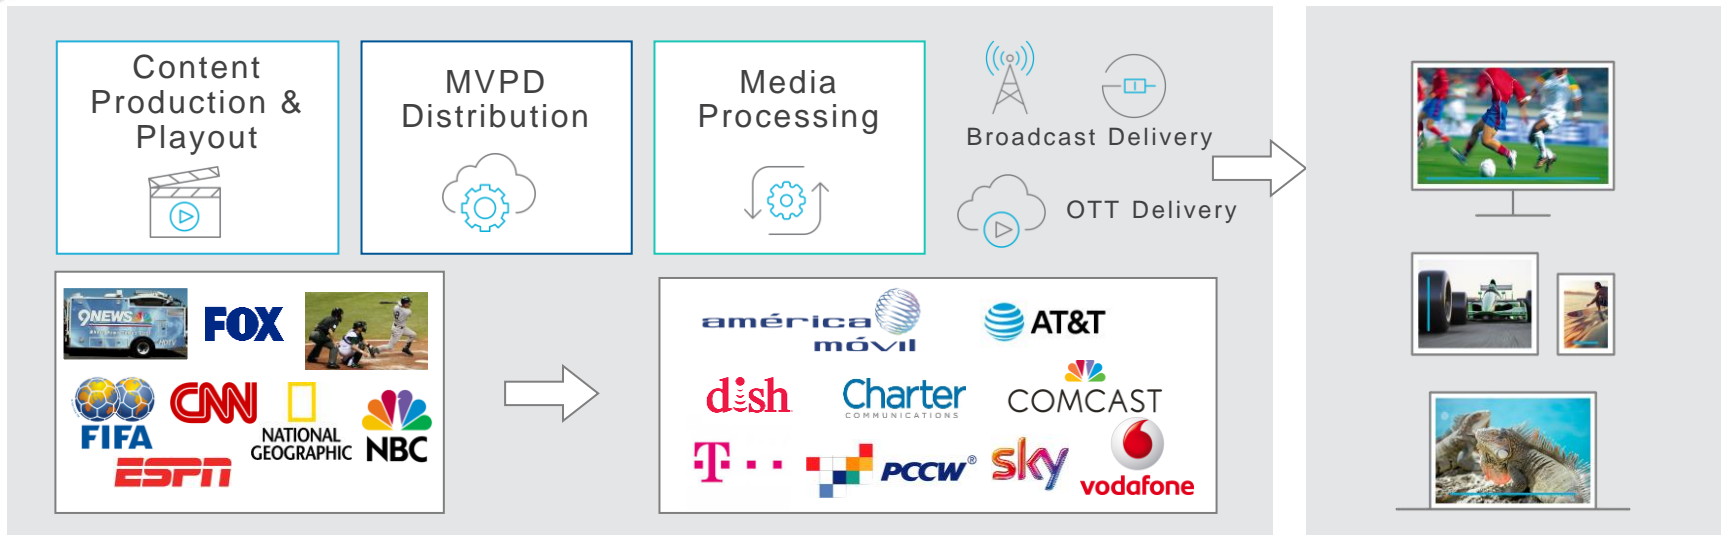 Content
Production &
Playout
MVPD
Distribution
Media
Processing
Broadcast Delivery
OTT Delivery
9NEWS
HDTV
FOX
FIFA
CNN
NATIONAL
GEOGRAPHIC
NBC
ESPN
américa
móvil
AT&T
dish
Charter
COMMUNICATIONS
COMCAST
T
PCCW®
sky
vodafone